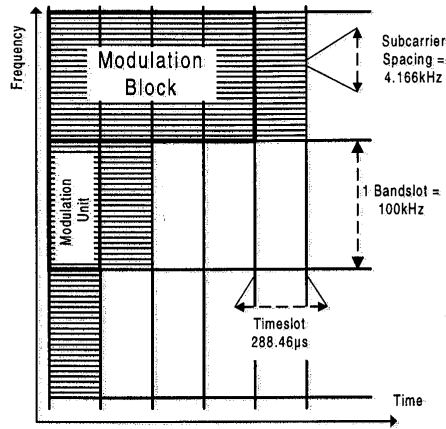 Frequency
Modulation
Block
Subcarrier
Spacing =
4.166kHz
Modulation
Unit
1 Bandslot =
100kHz
Timeslot
288.46µs
Time